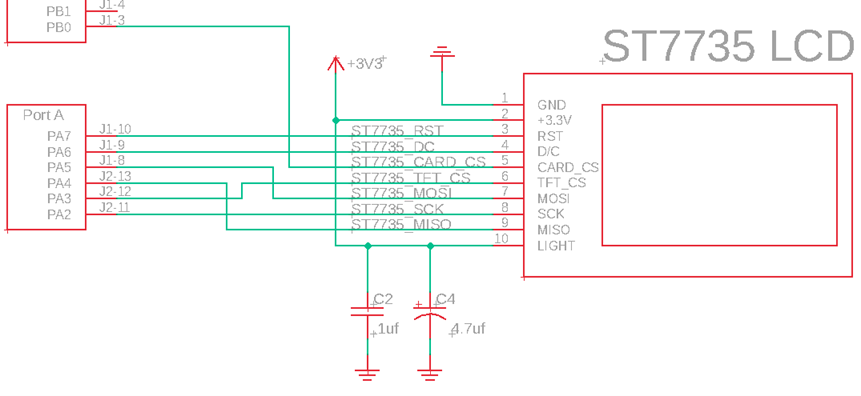 PB1 J1-4
PB0 J1-3
ST7735 LCD
+3V3
Port A
1 GND
2 +3.3V
PA7 J1-10 ST7735_RST 3 RST
PA6 J1-9 ST7735_DC 4 D/C
PA5 J1-8 ST7735_CARD_CS 5 CARD_CS
PA4 J2-13 ST7735_TFT_CS 6 TFT_CS
PA3 J2-12 ST7735_MOSI 7 MOSI
PA2 J2-11 ST7735_SCK 8 SCK
ST7735_MISO 9 MISO
10 LIGHT
C2 C4
1uf 4.7uf